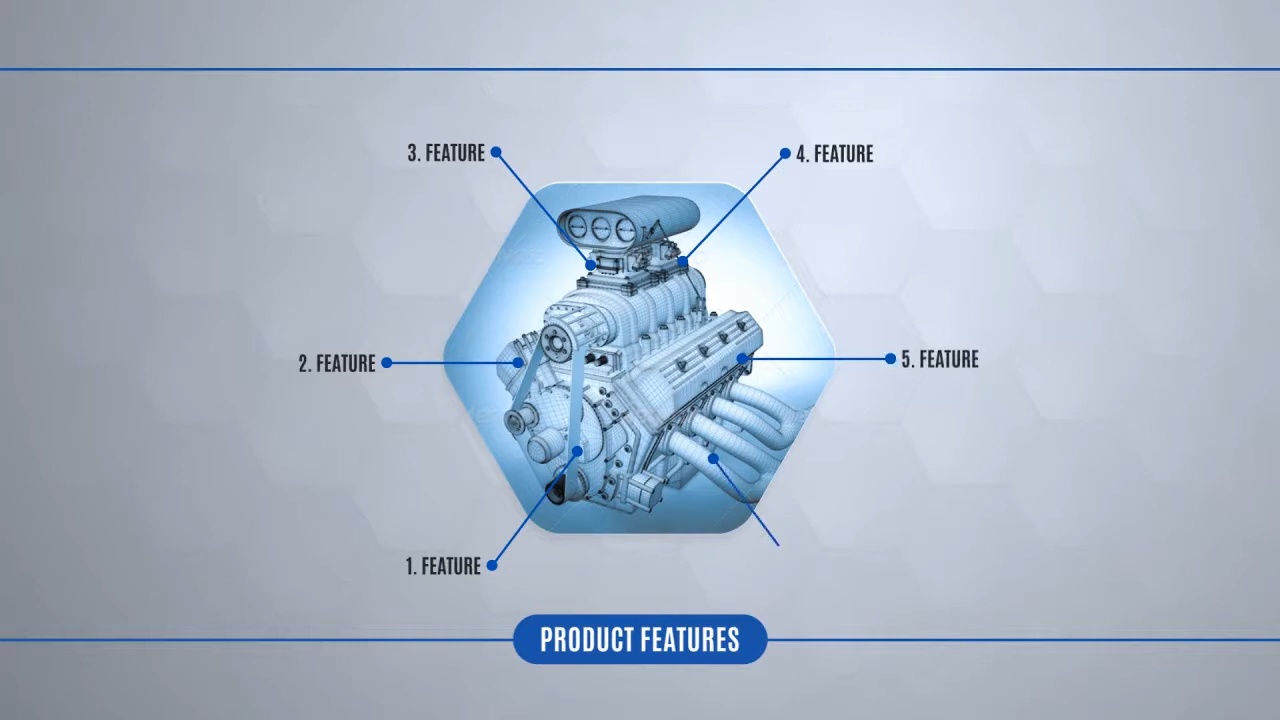 3. FEATURE
4. FEATURE
2. FEATURE
5. FEATURE
1. FEATURE
PRODUCT FEATURES